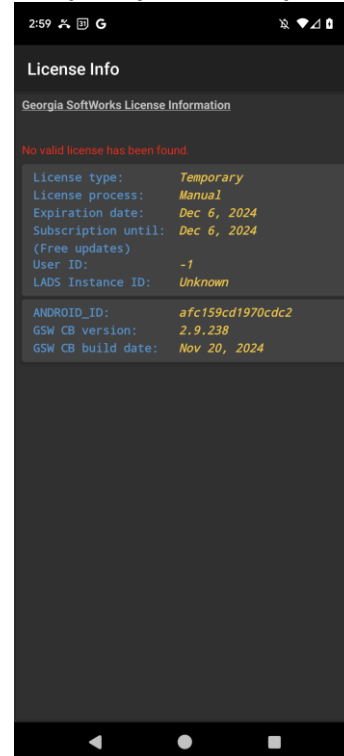 2:59 31 G
License Info
Georgia SoftWorks License Information
No valid license has been found.
License type: Temporary
License process: Manual
Expiration date: Dec 6, 2024
Subscription until: Dec 6, 2024
(Free updates)
User ID: -1
LADS Instance ID: Unknown
ANDROID_ID: afc159cd1970cdc2
GSW CB version: 2.9.238
GSW CB build date: Nov 20, 2024